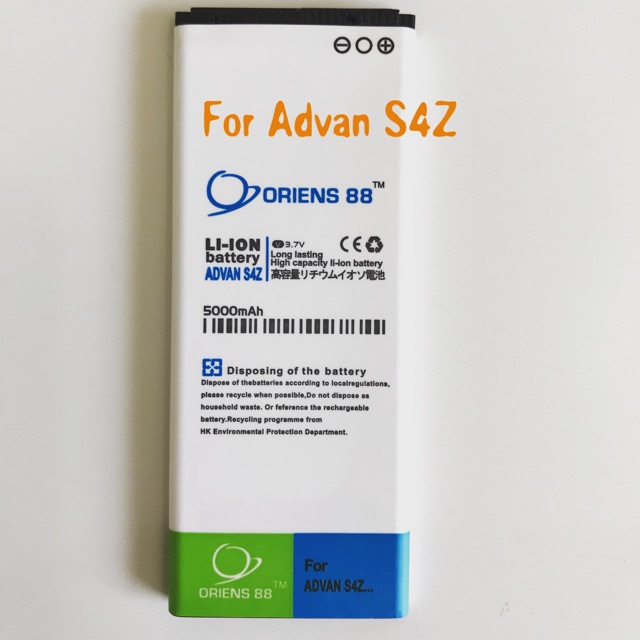 For Advan S4Z
ORIENS 88™
LI-ION
battery
ADVAN S4Z
V 3.7V
CE
Long lasting
High capacity li-ion battery
高容量リチウムイオソ電池
5000mAh
Disposing of the battery
Dispose of thebatteries according to localregulations,
please recycle when possible,Do not dispose as
household waste. Or reference the rechargeable
battery.Recycling programme from
HK Environmental Protection Department.
ORIENS 88™
For
ADVAN S4Z...